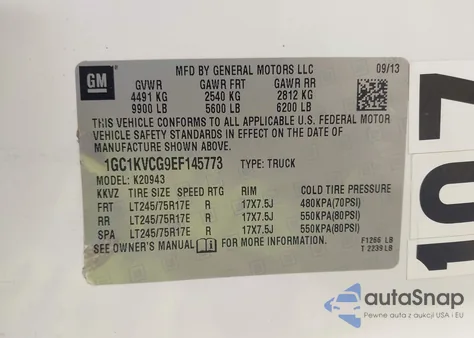 GM
MFD BY GENERAL MOTORS LLC 09/13
GVWR GAWR FRT GAWR RR
4491 KG 2540 KG 2812 KG
9900 LB 5600 LB 6200 LB
THIS VEHICLE CONFORMS TO ALL APPLICABLE U.S. FEDERAL MOTOR
VEHICLE SAFETY STANDARDS IN EFFECT ON THE DATE OF
MANUFACTURE SHOWN ABOVE.
1GC1KVCG9EF145773 TYPE: TRUCK
MODEL: K20943
KKVZ TIRE SIZE SPEED RTG RIM COLD TIRE PRESSURE
FRT LT245/75R17E R 17X7.5J 480KPA(70PSI)
RR LT245/75R17E R 17X7.5J 550KPA(80PSI)
SPA LT245/75R17E R 17X7.5J 550KPA(80PSI)
SEE OWNER'S MANUAL FOR MORE INFORMATION. F1266 LB
T 2239LB
107
autoSnap
Pewne auta z aukcji USA i EU